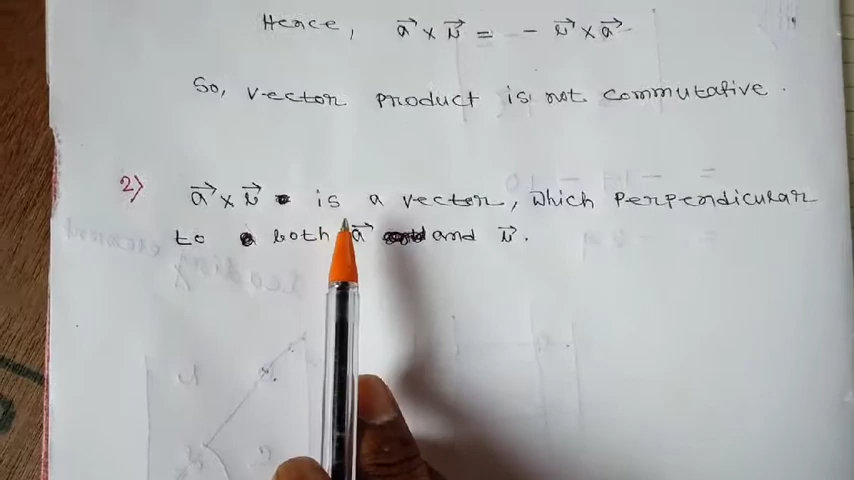 Hence, a⃗ × b⃗ = - b⃗ × a⃗
So, vector product is not commutative.
2) a⃗ × b⃗ is a vector, which perpendicular
to both a⃗ and b⃗.